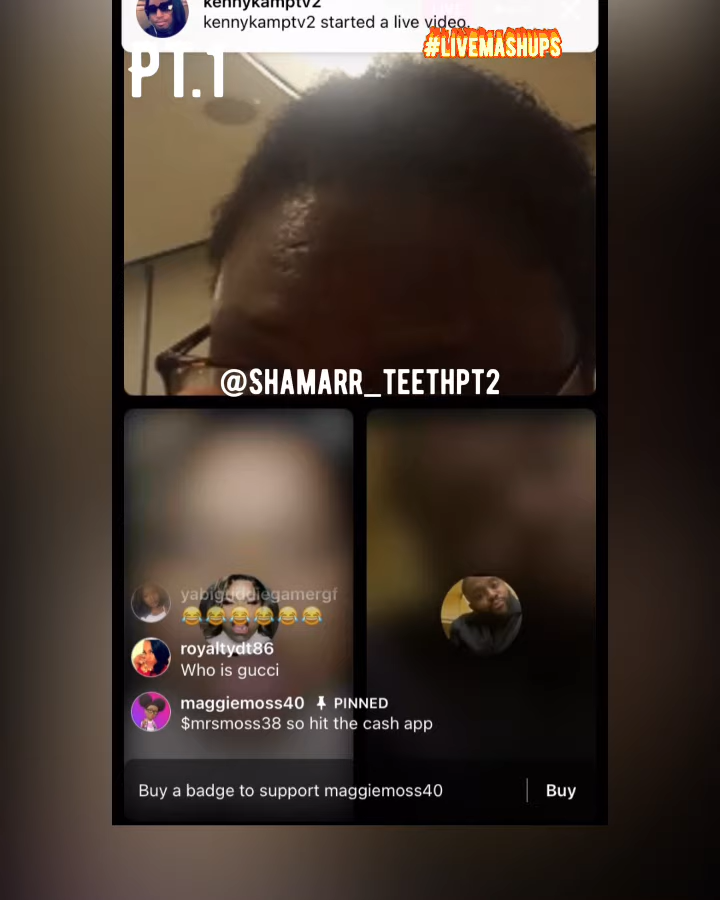 kennykamptv2
kennykamptv2 started a live video.
#LIVEMASHUPS
PT.1
@SHAMARR_TEETHPT2
yabiguddiegamergf
😂😂😂😂😂😂
royaltydt86
Who is gucci
maggiemoss40 PINNED
$mrsmoss38 so hit the cash app
Buy a badge to support maggiemoss40 Buy